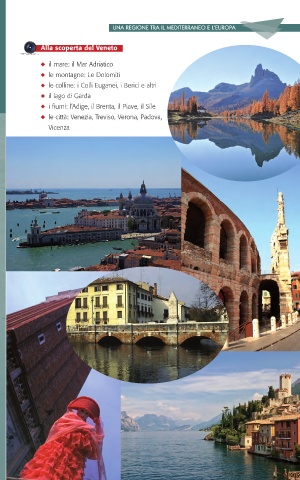 UNA REGIONE TRA IL MEDITERRANEO E L'EUROPA
Alla scoperta del Veneto
il mare: il Mar Adriatico
le montagne: Le Dolomiti
le colline: i Colli Euganei, i Berici e altri
il lago di Garda
i fiumi: l'Adige, il Brenta, il Piave, il Sile
le città: Venezia, Treviso, Verona, Padova,
Vicenza